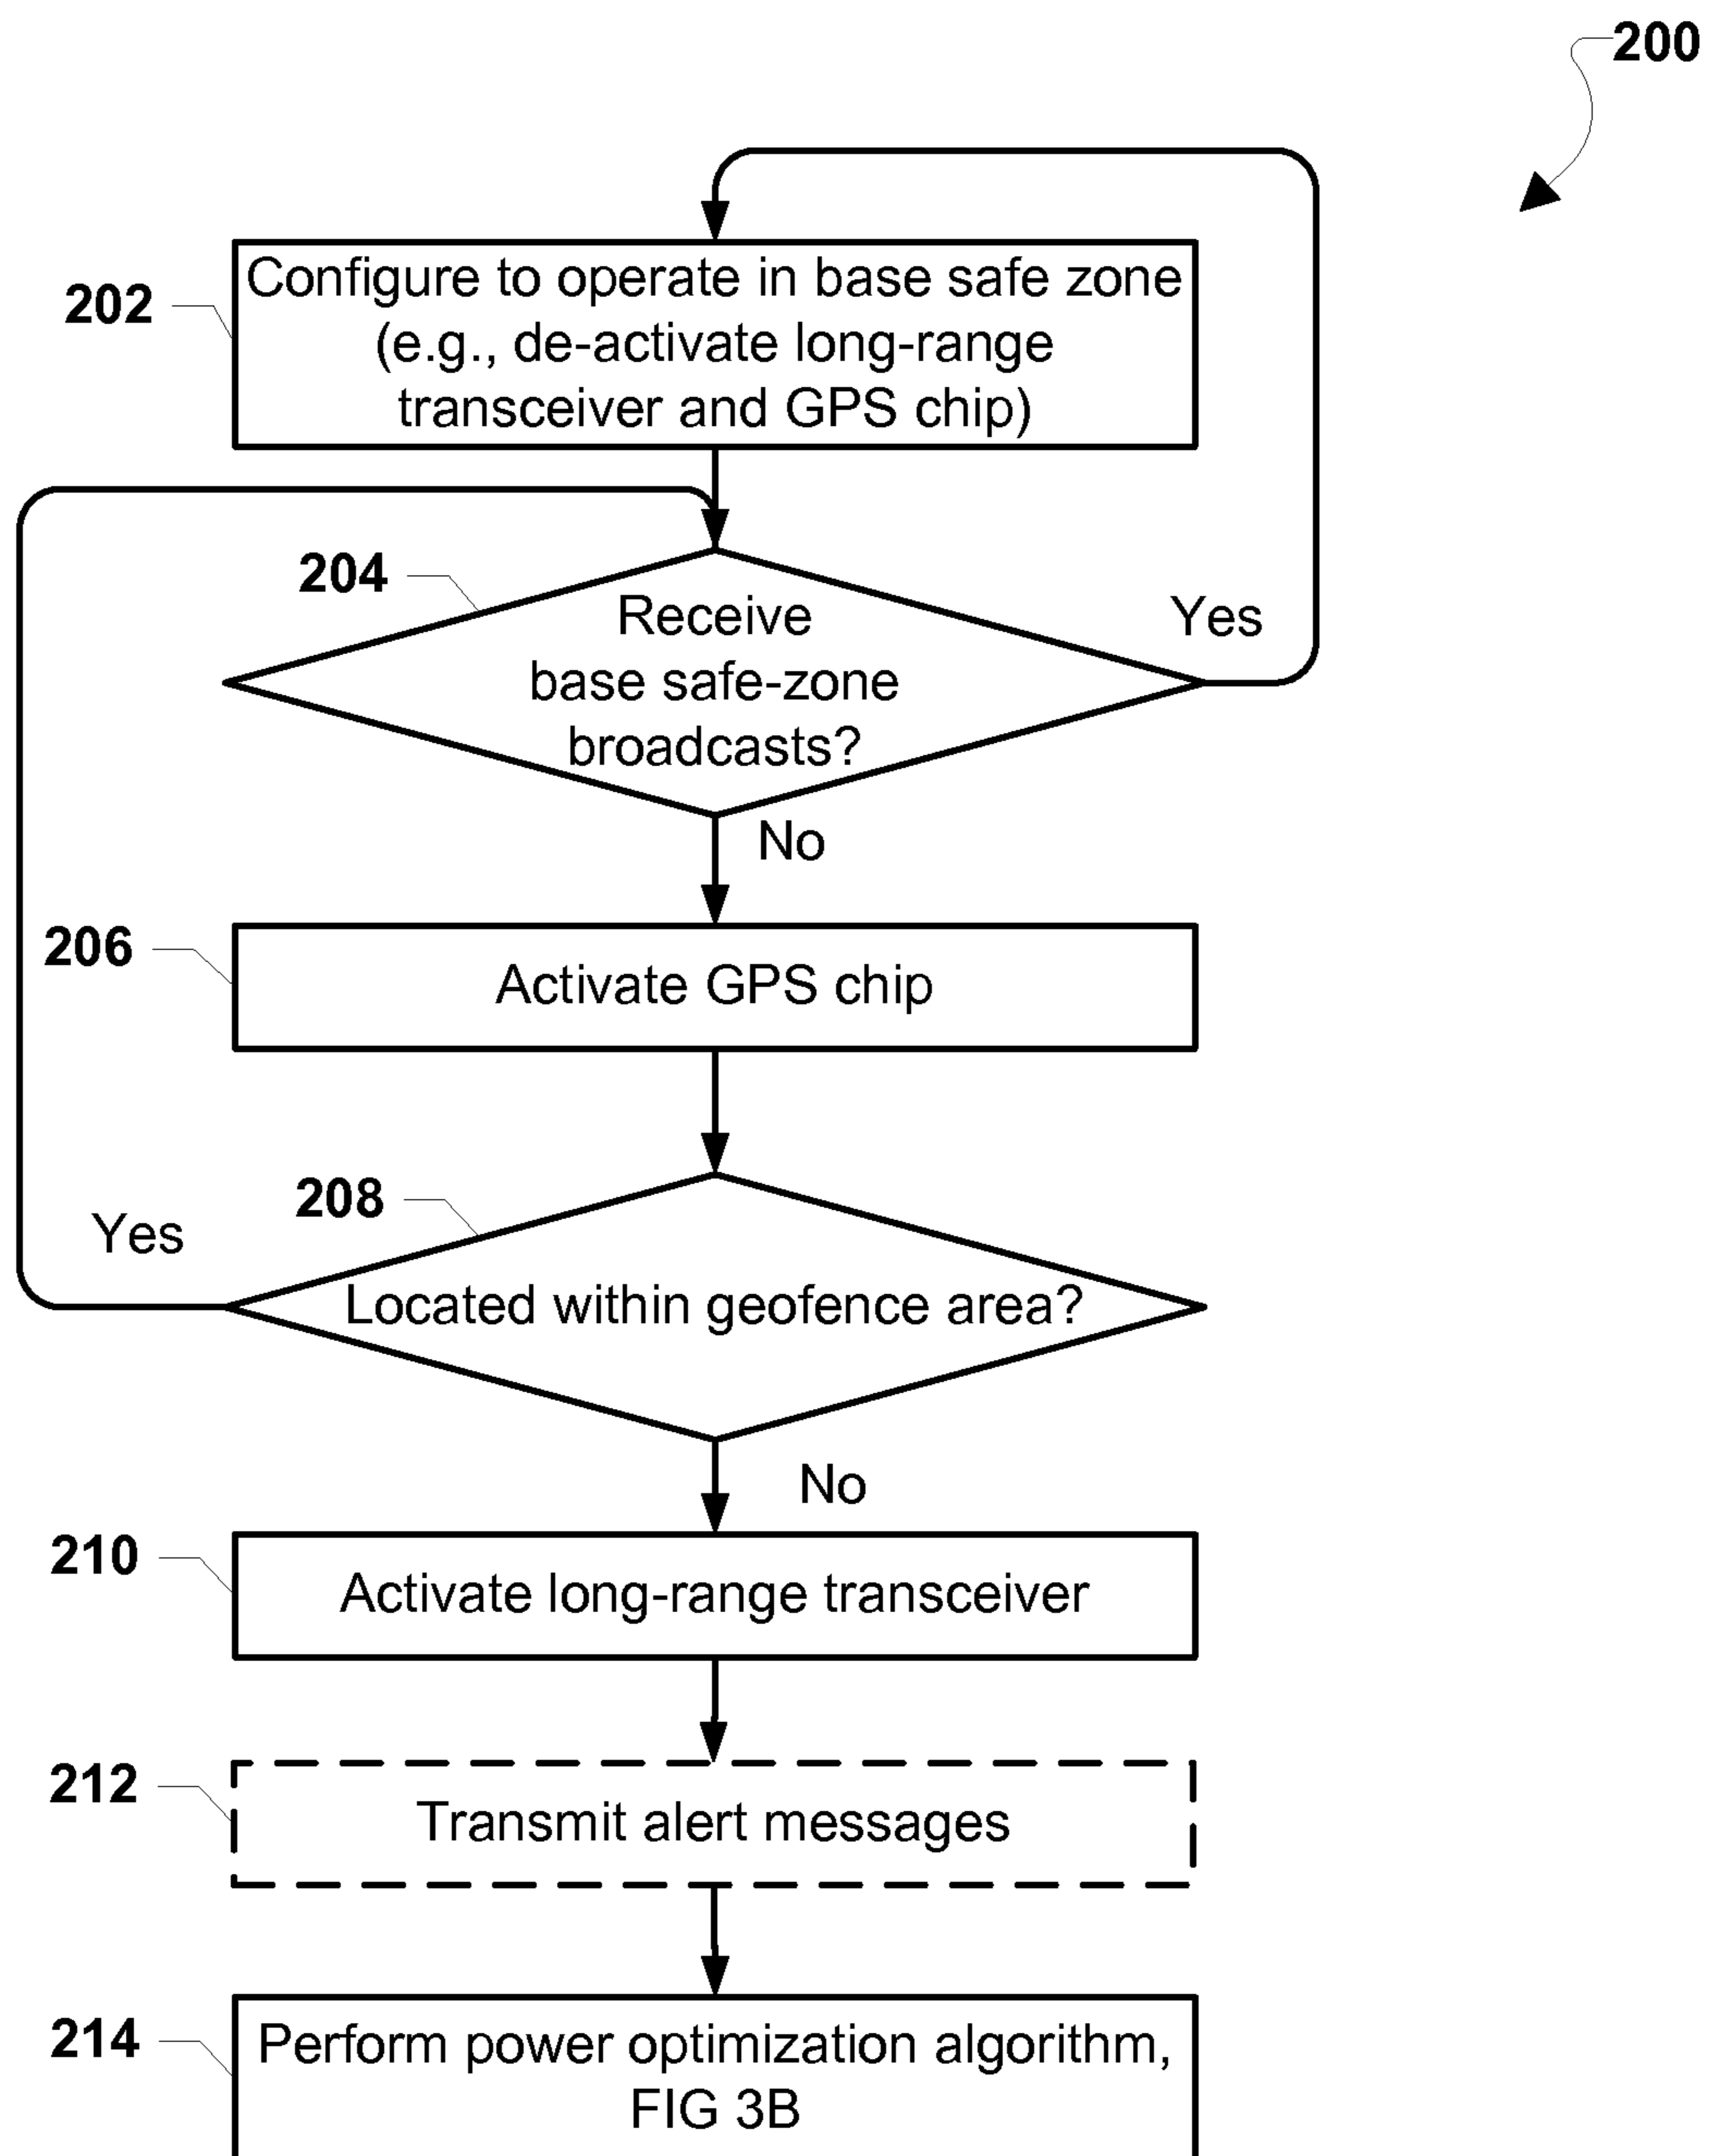 200
202
Configure to operate in base safe zone
(e.g., de-activate long-range
transceiver and GPS chip)
204
Receive
base safe-zone
broadcasts?
Yes
No
206
Activate GPS chip
208
Yes
Located within geofence area?
No
210
Activate long-range transceiver
212
Transmit alert messages
214
Perform power optimization algorithm,
FIG 3B